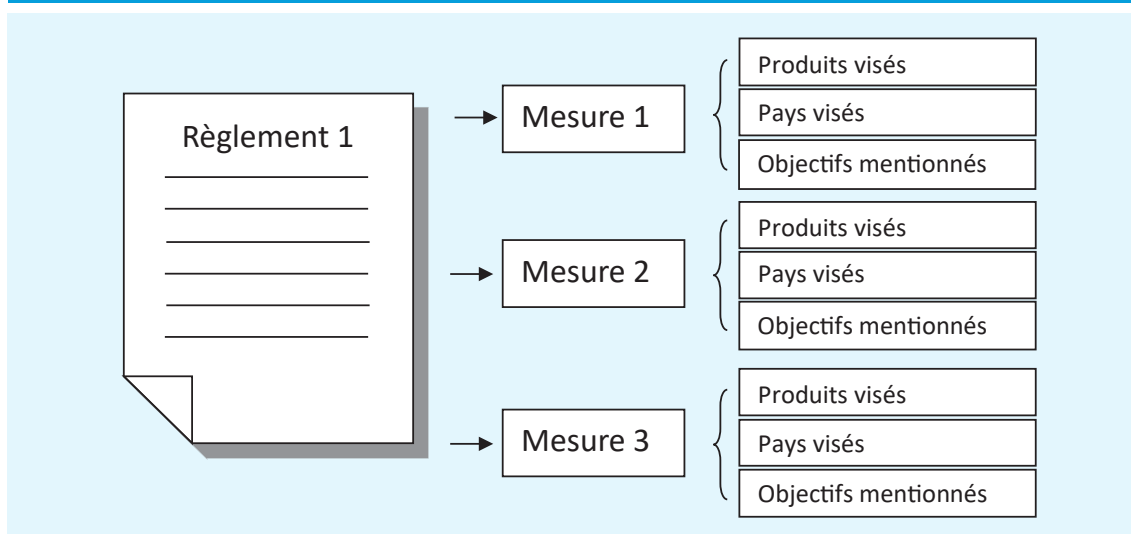 Règlement 1
Mesure 1
Produits visés
Pays visés
Objectifs mentionnés
Mesure 2
Produits visés
Pays visés
Objectifs mentionnés
Mesure 3
Produits visés
Pays visés
Objectifs mentionnés